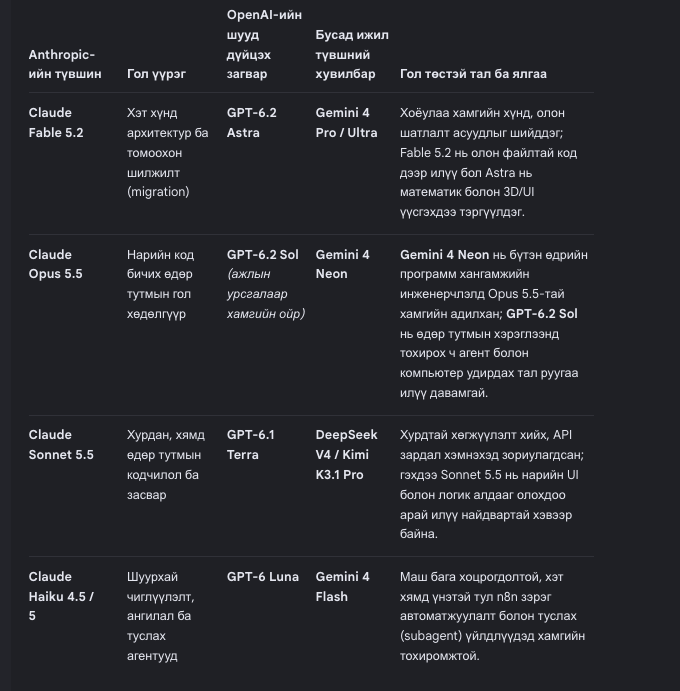 Anthropic-
ийн түвшин
Гол үүрэг
OpenAI-ийн
шууд
дүйцэх
загвар
Бусад ижил
түвшний
хувилбар
Гол төстэй тал ба ялгаа
Claude
Fable 5.2
Хэт хүнд
архитектур ба
томоохон
шилжилт
(migration)
GPT-6.2
Astra
Gemini 4
Pro / Ultra
Хоёулаа хамгийн хүнд, олон
шатлалт асуудлыг шийддэг;
Fable 5.2 нь олон файлтай код
дээр илүү бол Astra нь
математик болон 3D/UI
үүсгэхдээ тэргүүлдэг.
Claude
Opus 5.5
Нарийн код
бичих өдөр
тутмын гол
хөдөлгүүр
GPT-6.2 Sol
(ажлын
урсгалаар
хамгийн ойр)
Gemini 4
Neon
Gemini 4 Neon нь бүтэн өдрийн
программ хангамжийн
инженерчлэлд Opus 5.5-тай
хамгийн адилхан; GPT-6.2 Sol
нь өдөр тутмын хэрэглээнд
тохирох ч агент болон
компьютер удирдах тал руугаа
илүү давамгай.
Claude
Sonnet 5.5
Хурдан, хямд
өдөр тутмын
кодчилол ба
засвар
GPT-6.1
Terra
DeepSeek
V4 / Kimi
K3.1 Pro
Хурдтай хөгжүүлэлт хийх, API
зардал хэмнэхэд зориулагдсан;
гэхдээ Sonnet 5.5 нь нарийн UI
болон логик алдааг олохдоо
арай илүү найдвартай хэвээр
байна.
Claude
Haiku 4.5 /
5
Шуурхай
чиглүүлэлт,
ангилал ба
туслах
агентууд
GPT-6 Luna
Gemini 4
Flash
Маш бага хоцрогдолтой, хэт
хямд үнэтэй тул n8n зэрэг
автоматжуулалт болон туслах
(subagent) үйлдлүүдэд хамгийн
тохиромжтой.